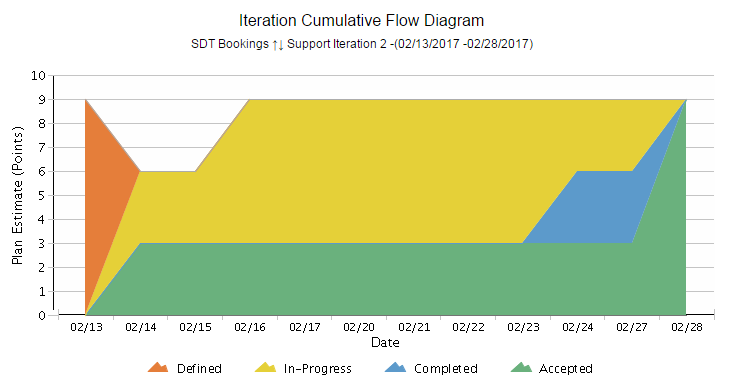 Iteration Cumulative Flow Diagram
SDT Bookings ↑↓ Support Iteration 2 -(02/13/2017 -02/28/2017)
Plan Estimate (Points)
10
9
8
7
6
5
4
3
2
1
0
02/13 02/14 02/15 02/16 02/17 02/20 02/21 02/22 02/23 02/24 02/27 02/28
Date
Defined In-Progress Completed Accepted